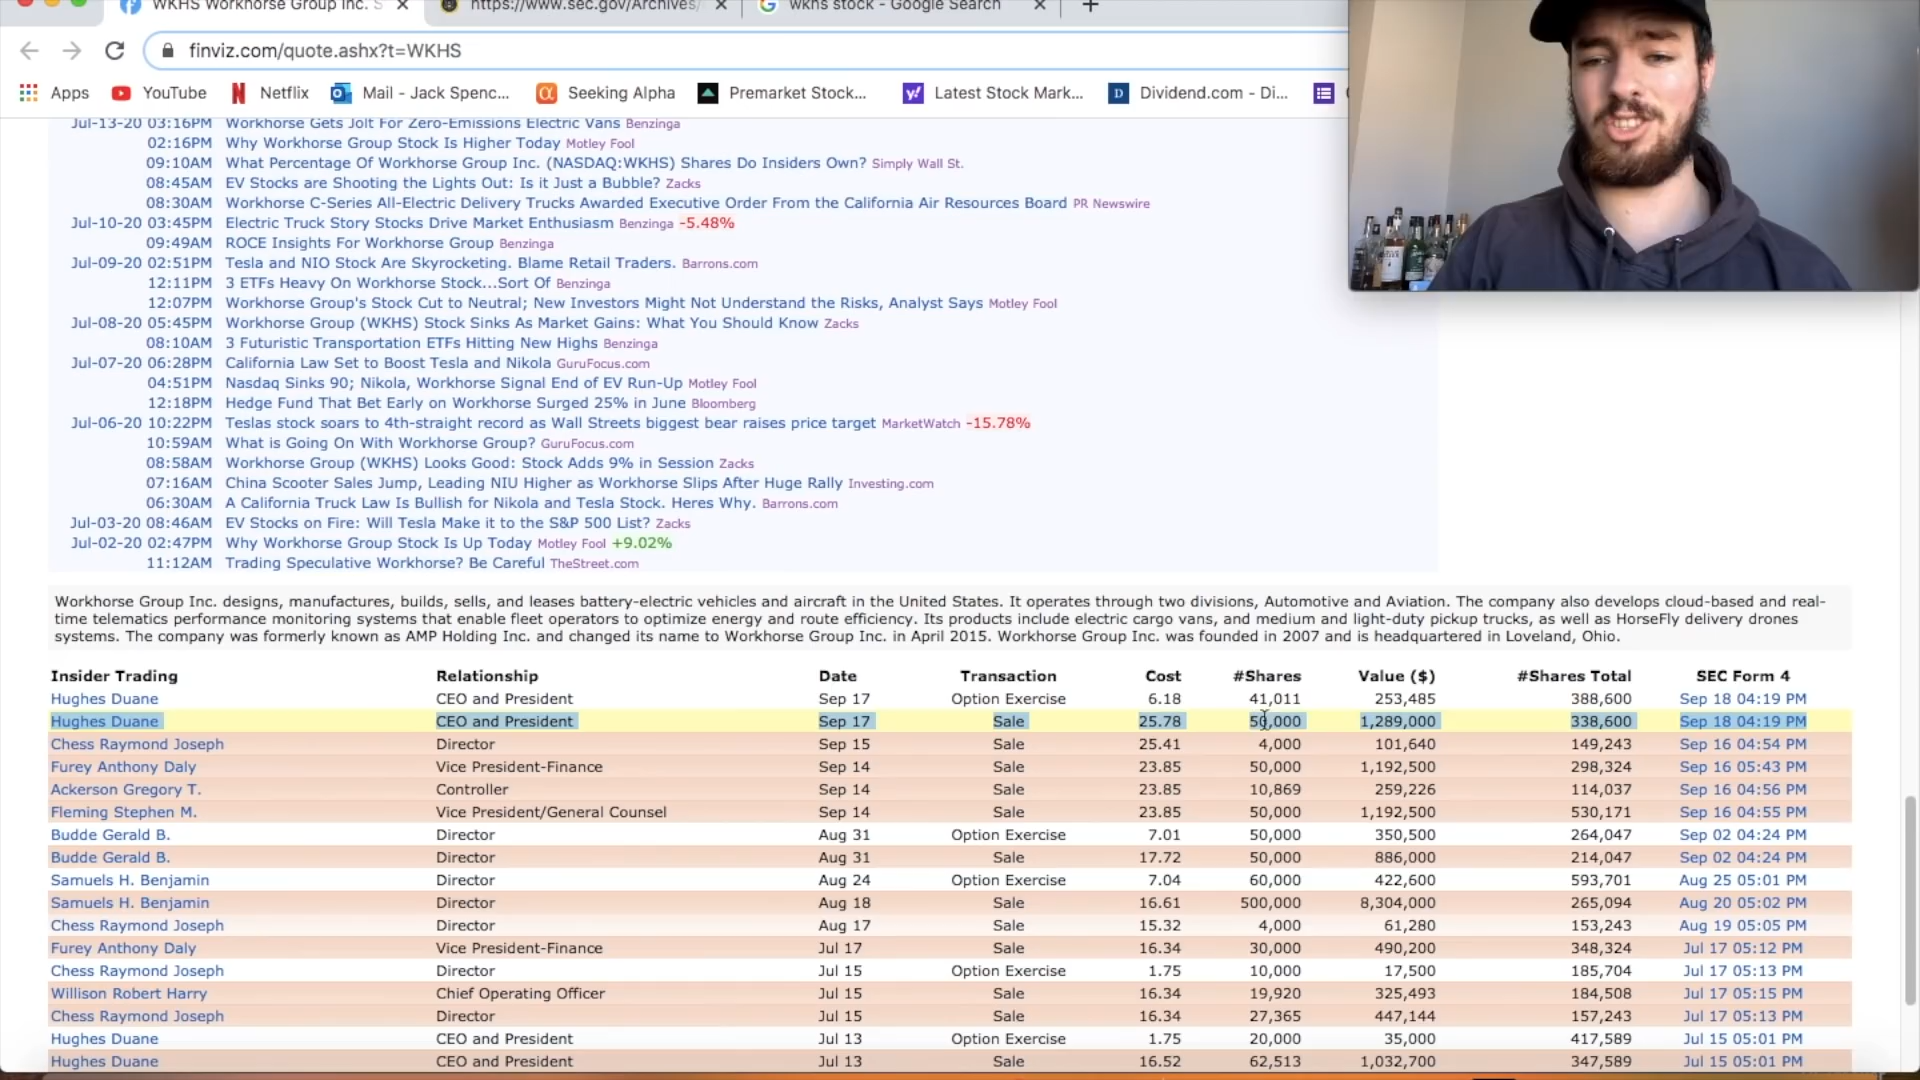 WKHS Workhorse Group Inc. S
https://www.sec.gov/Archives/
wkhs stock - Google Search
finviz.com/quote.ashx?t=WKHS
Apps YouTube Netflix Mail - Jack Spenc... Seeking Alpha Premarket Stock... Latest Stock Mark... Dividend.com - Di...
Jul-13-20 03:16PM Workhorse Gets Jolt For Zero-Emissions Electric Vans Benzinga
02:16PM Why Workhorse Group Stock Is Higher Today Motley Fool
09:10AM What Percentage Of Workhorse Group Inc. (NASDAQ:WKHS) Shares Do Insiders Own? Simply Wall St.
08:45AM EV Stocks are Shooting the Lights Out: Is it Just a Bubble? Zacks
08:30AM Workhorse C-Series All-Electric Delivery Trucks Awarded Executive Order From the California Air Resources Board PR Newswire
Jul-10-20 03:45PM Electric Truck Story Stocks Drive Market Enthusiasm Benzinga -5.48%
09:49AM ROCE Insights For Workhorse Group Benzinga
Jul-09-20 02:51PM Tesla and NIO Stock Are Skyrocketing. Blame Retail Traders. Barrons.com
12:11PM 3 ETFs Heavy On Workhorse Stock...Sort Of Benzinga
12:07PM Workhorse Group's Stock Cut to Neutral; New Investors Might Not Understand the Risks, Analyst Says Motley Fool
Jul-08-20 05:45PM Workhorse Group (WKHS) Stock Sinks As Market Gains: What You Should Know Zacks
08:10AM 3 Futuristic Transportation ETFs Hitting New Highs Benzinga
Jul-07-20 06:28PM California Law Set to Boost Tesla and Nikola GuruFocus.com
04:51PM Nasdaq Sinks 90; Nikola, Workhorse Signal End of EV Run-Up Motley Fool
12:18PM Hedge Fund That Bet Early on Workhorse Surged 25% in June Bloomberg
Jul-06-20 10:22PM Teslas stock soars to 4th-straight record as Wall Streets biggest bear raises price target MarketWatch -15.78%
10:59AM What is Going On With Workhorse Group? GuruFocus.com
08:58AM Workhorse Group (WKHS) Looks Good: Stock Adds 9% in Session Zacks
07:16AM China Scooter Sales Jump, Leading NIU Higher as Workhorse Slips After Huge Rally Investing.com
06:30AM A California Truck Law Is Bullish for Nikola and Tesla Stock. Heres Why. Barrons.com
Jul-03-20 08:46AM EV Stocks on Fire: Will Tesla Make it to the S&P 500 List? Zacks
Jul-02-20 02:47PM Why Workhorse Group Stock Is Up Today Motley Fool +9.02%
11:12AM Trading Speculative Workhorse? Be Careful TheStreet.com
Workhorse Group Inc. designs, manufactures, builds, sells, and leases battery-electric vehicles and aircraft in the United States. It operates through two divisions, Automotive and Aviation. The company also develops cloud-based and real-
time telematics performance monitoring systems that enable fleet operators to optimize energy and route efficiency. Its products include electric cargo vans, and medium and light-duty pickup trucks, as well as HorseFly delivery drones
systems. The company was formerly known as AMP Holding Inc. and changed its name to Workhorse Group Inc. in April 2015. Workhorse Group Inc. was founded in 2007 and is headquartered in Loveland, Ohio.
Insider Trading Relationship Date Transaction Cost #Shares Value ($) #Shares Total SEC Form 4
Hughes Duane CEO and President Sep 17 Option Exercise 6.18 41,011 253,485 388,600 Sep 18 04:19 PM
Hughes Duane CEO and President Sep 17 Sale 25.78 50,000 1,289,000 338,600 Sep 18 04:19 PM
Chess Raymond Joseph Director Sep 15 Sale 25.41 4,000 101,640 149,243 Sep 16 04:54 PM
Furey Anthony Daly Vice President-Finance Sep 14 Sale 23.85 50,000 1,192,500 298,324 Sep 16 05:43 PM
Ackerson Gregory T. Controller Sep 14 Sale 23.85 10,869 259,226 114,037 Sep 16 04:56 PM
Fleming Stephen M. Vice President/General Counsel Sep 14 Sale 23.85 50,000 1,192,500 530,171 Sep 16 04:55 PM
Budde Gerald B. Director Aug 31 Option Exercise 7.01 50,000 350,500 264,047 Sep 02 04:24 PM
Budde Gerald B. Director Aug 31 Sale 17.72 50,000 886,000 214,047 Sep 02 04:24 PM
Samuels H. Benjamin Director Aug 24 Option Exercise 7.04 60,000 422,600 593,701 Aug 25 05:01 PM
Samuels H. Benjamin Director Aug 18 Sale 16.61 500,000 8,304,000 265,094 Aug 20 05:02 PM
Chess Raymond Joseph Director Aug 17 Sale 15.32 4,000 61,280 153,243 Aug 19 05:05 PM
Furey Anthony Daly Vice President-Finance Jul 17 Sale 16.34 30,000 490,200 348,324 Jul 17 05:12 PM
Chess Raymond Joseph Director Jul 15 Option Exercise 1.75 10,000 17,500 185,704 Jul 17 05:13 PM
Willison Robert Harry Chief Operating Officer Jul 15 Sale 16.34 19,920 325,493 184,508 Jul 17 05:15 PM
Chess Raymond Joseph Director Jul 15 Sale 16.34 27,365 447,144 157,243 Jul 17 05:13 PM
Hughes Duane CEO and President Jul 13 Option Exercise 1.75 20,000 35,000 417,589 Jul 15 05:01 PM
Hughes Duane CEO and President Jul 13 Sale 16.52 62,513 1,032,700 347,589 Jul 15 05:01 PM